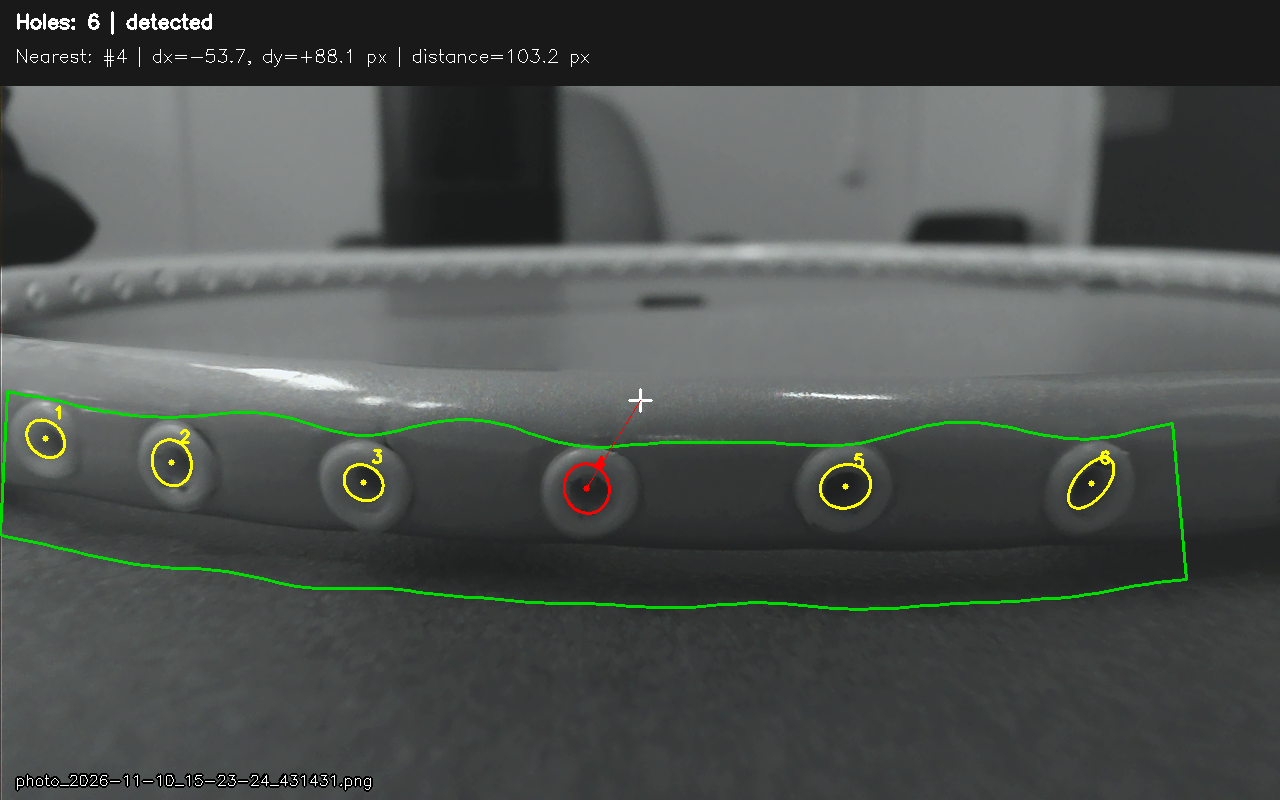 Holes: 6 | detected
Nearest: #4 | dx=-53.7, dy=+88.1 px | distance=103.2 px
1
2
3
4
5
6
photo_2026-11-10_15-23-24_431431.png